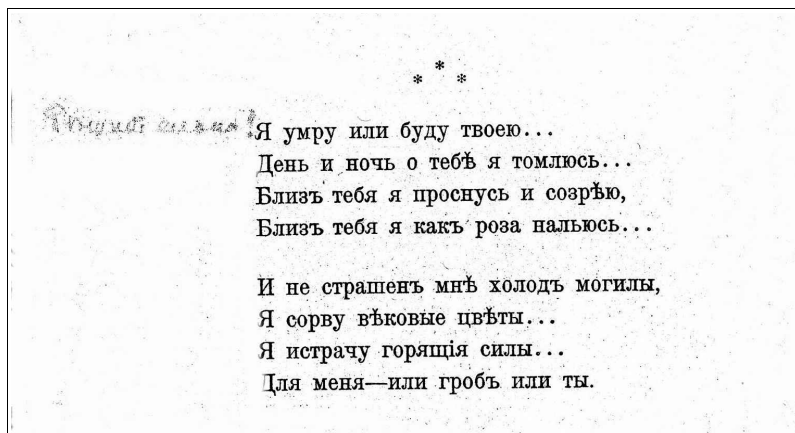 ***
Я умру или буду твоею...
День и ночь о тебѣ я томлюсь...
Близъ тебя я проснусь и созрѣю,
Близъ тебя я какъ роза нальюсь...
И не страшенъ мнѣ холодъ могилы,
Я сорву вѣковые цвѣты...
Я истрачу горящія силы...
Для меня—или гробъ или ты.